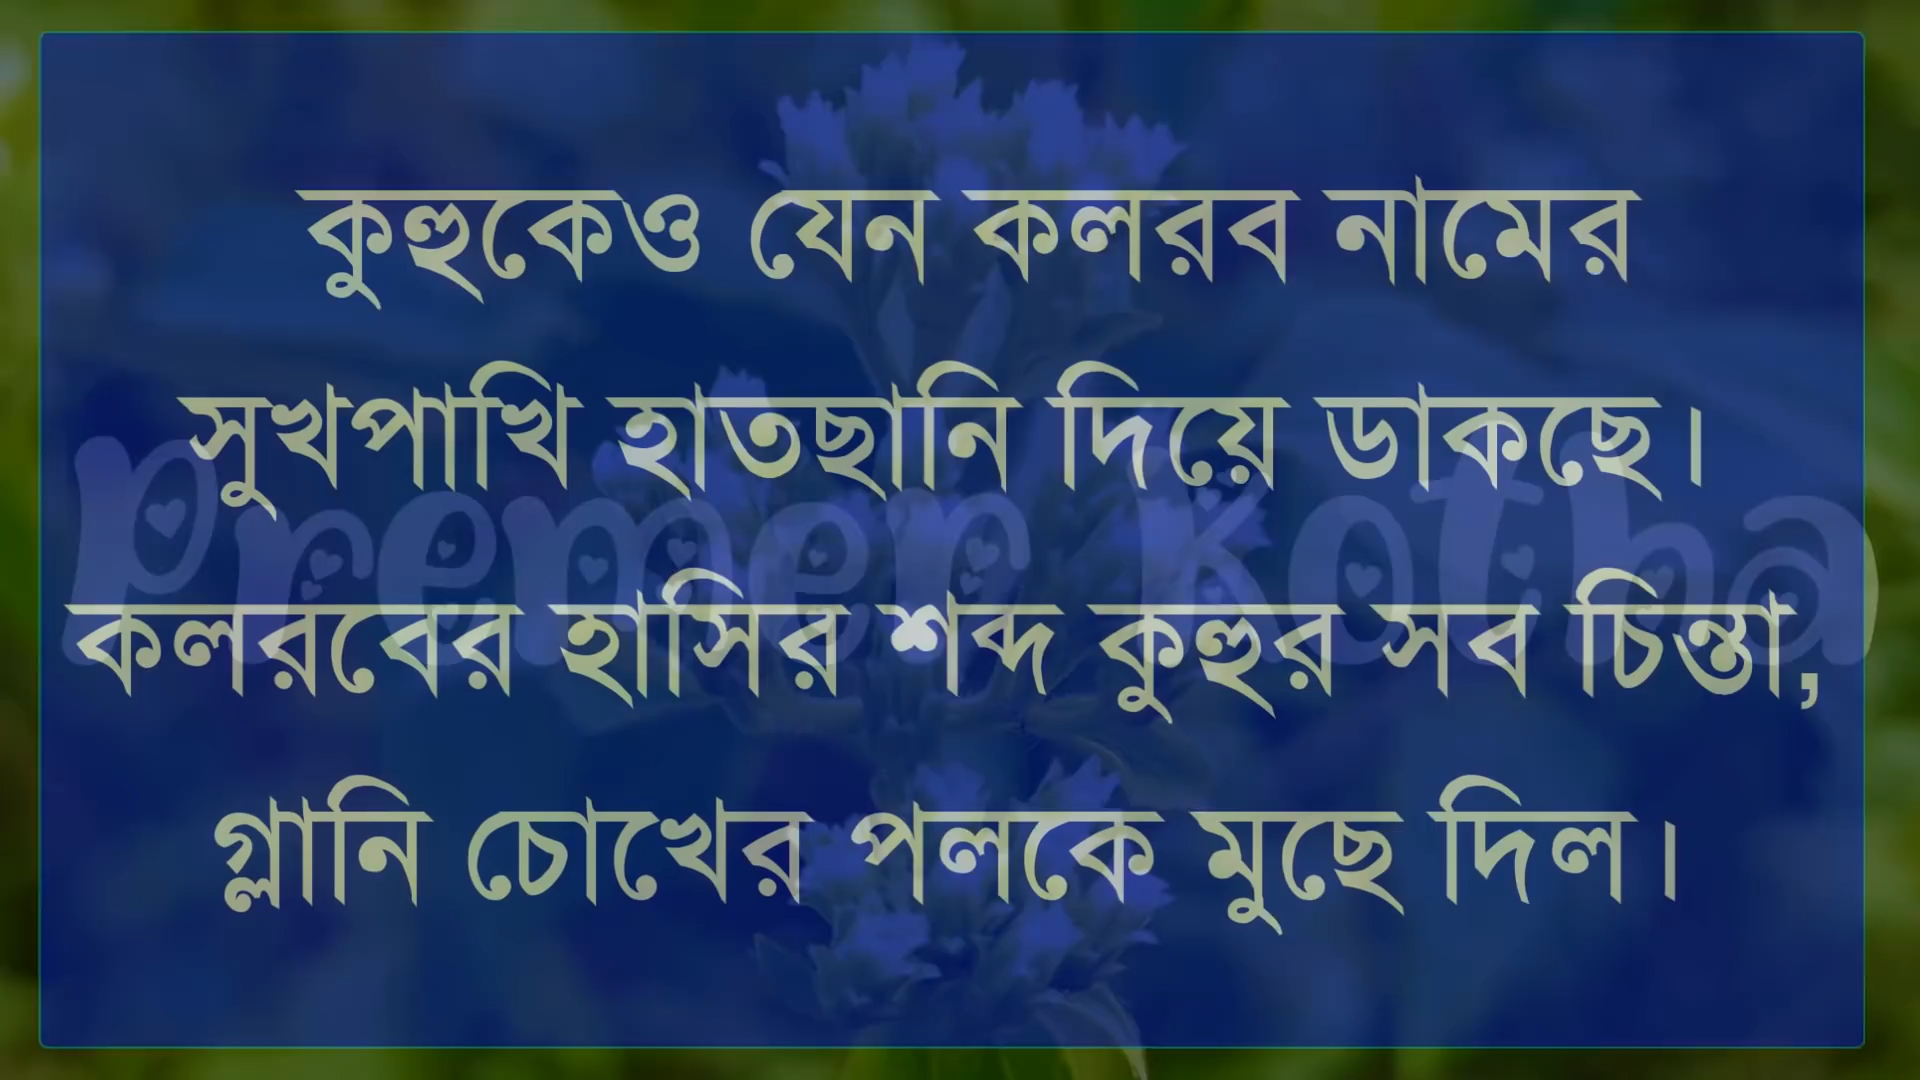 কুহুকেও যেন কলরব নামের
সুখপাখি হাতছানি দিয়ে ডাকছে।
Premer Kotha
কলরবের হাসির শব্দ কুহুর সব চিন্তা,
গ্লানি চোখের পলকে মুছে দিল।